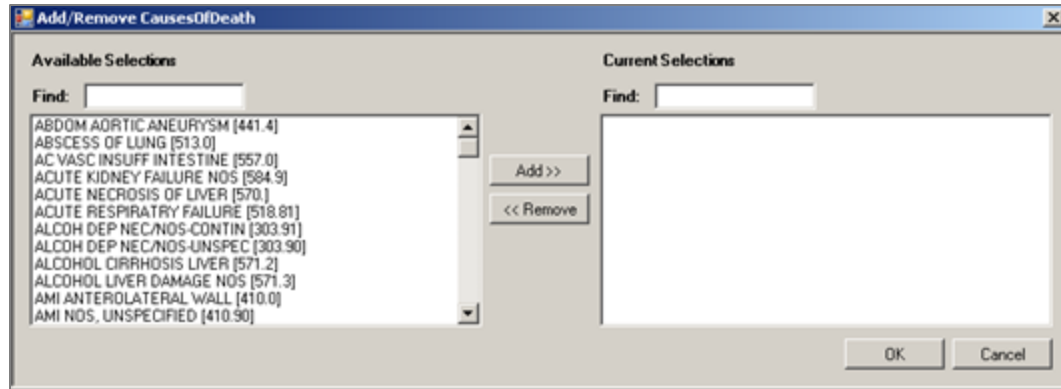 Add/Remove CausesOfDeath
Available Selections
Find:
ABDOM AORTIC ANEURYSM [441.4]
ABSCESS OF LUNG [513.0]
AC VASC INSUFF INTESTINE [557.0]
ACUTE KIDNEY FAILURE NOS [584.9]
ACUTE NECROSIS OF LIVER [570.]
ACUTE RESPIRATRY FAILURE [518.81]
ALCOH DEP NEC/NOS-CONTIN [303.91]
ALCOH DEP NEC/NOS-UNSPEC [303.90]
ALCOHOL CIRRHOSIS LIVER [571.2]
ALCOHOL LIVER DAMAGE NOS [571.3]
AMI ANTEROLATERAL WALL [410.0]
AMI NOS, UNSPECIFIED [410.90]
Add >>
<< Remove
Current Selections
Find:
OK
Cancel